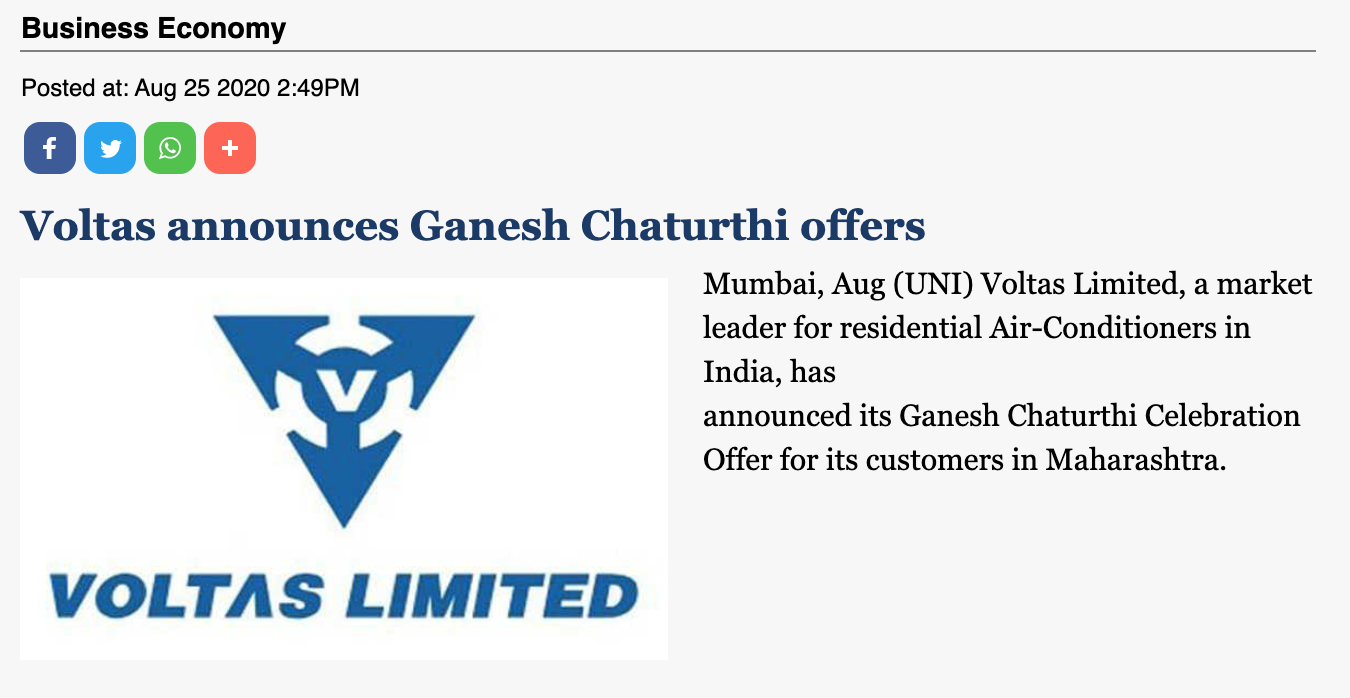 Business Economy
Posted at: Aug 25 2020 2:49PM
Voltas announces Ganesh Chaturthi offers
V
VOLTAS LIMITED
Mumbai, Aug (UNI) Voltas Limited, a market
leader for residential Air-Conditioners in
India, has
announced its Ganesh Chaturthi Celebration
Offer for its customers in Maharashtra.